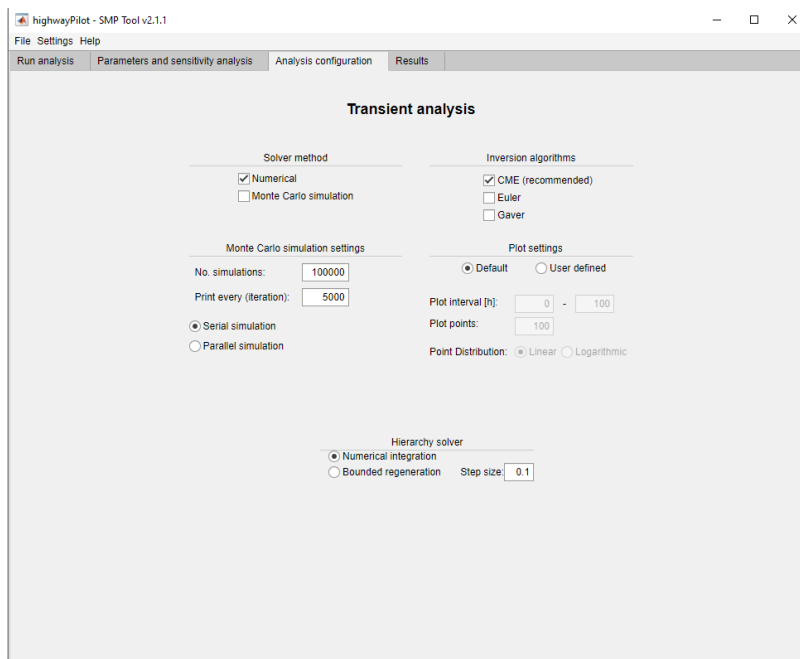 highwayPilot - SMP Tool v2.1.1
File Settings Help
Run analysis Parameters and sensitivity analysis Analysis configuration Results
Transient analysis
Solver method
Numerical
Monte Carlo simulation
Inversion algorithms
CME (recommended)
Euler
Gaver
Monte Carlo simulation settings
No. simulations: 100000
Print every (iteration): 5000
Serial simulation
Parallel simulation
Plot settings
Default User defined
Plot interval [h]: 0 - 100
Plot points: 100
Point Distribution: Linear Logarithmic
Hierarchy solver
Numerical integration
Bounded regeneration Step size: 0.1